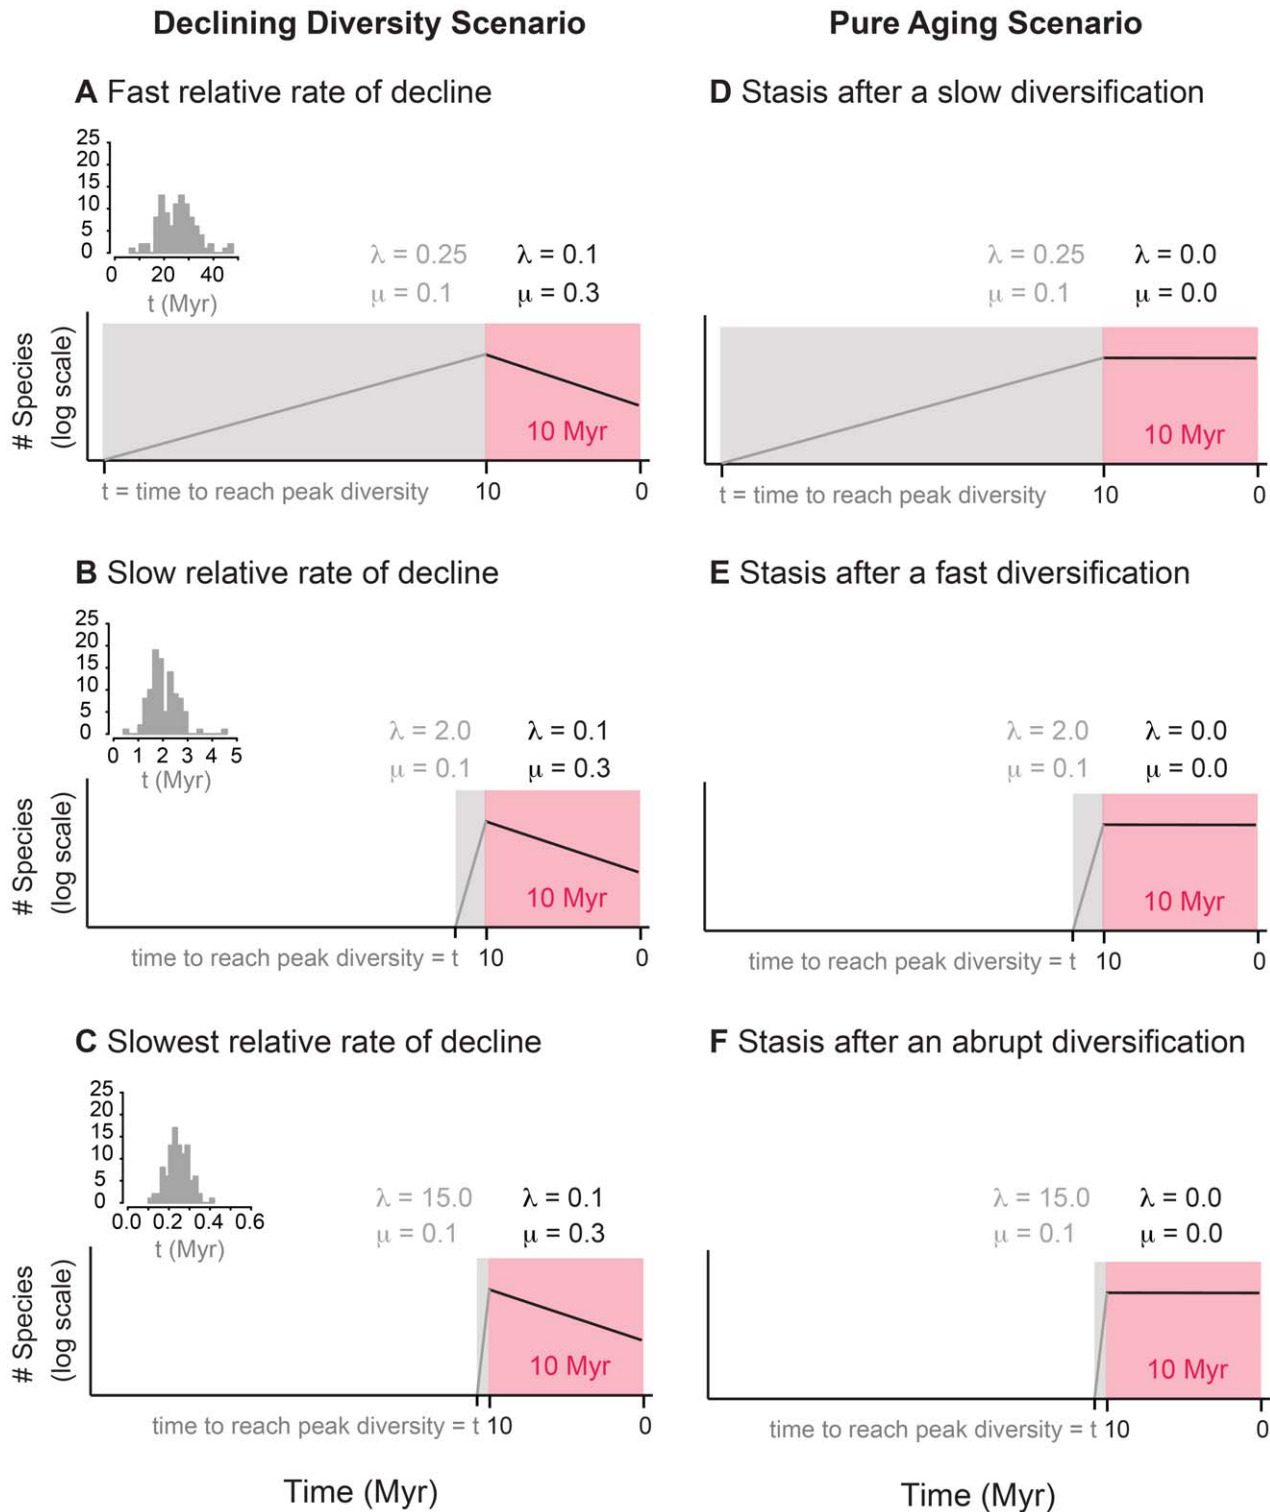 Declining Diversity Scenario
A Fast relative rate of decline
25
20
15
10
5
0
0 20 40
t (Myr)
λ = 0.25 λ = 0.1
μ = 0.1 μ = 0.3
# Species
(log scale)
10 Myr
t = time to reach peak diversity 10 0
B Slow relative rate of decline
25
20
15
10
5
0
0 1 2 3 4 5
t (Myr)
λ = 2.0 λ = 0.1
μ = 0.1 μ = 0.3
# Species
(log scale)
10 Myr
time to reach peak diversity = t 10 0
C Slowest relative rate of decline
25
20
15
10
5
0
0.0 0.2 0.4 0.6
t (Myr)
λ = 15.0 λ = 0.1
μ = 0.1 μ = 0.3
# Species
(log scale)
10 Myr
time to reach peak diversity = t 10 0
Time (Myr)
Pure Aging Scenario
D Stasis after a slow diversification
λ = 0.25 λ = 0.0
μ = 0.1 μ = 0.0
10 Myr
t = time to reach peak diversity 10 0
E Stasis after a fast diversification
λ = 2.0 λ = 0.0
μ = 0.1 μ = 0.0
10 Myr
time to reach peak diversity = t 10 0
F Stasis after an abrupt diversification
λ = 15.0 λ = 0.0
μ = 0.1 μ = 0.0
10 Myr
time to reach peak diversity = t 10 0
Time (Myr)